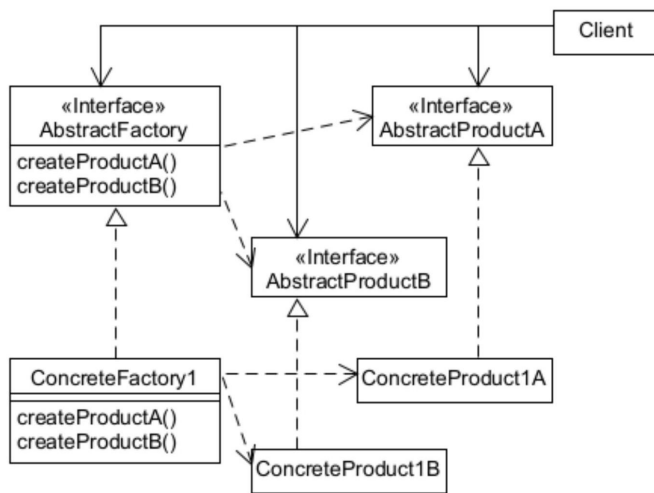 Client
«Interface»
AbstractFactory
createProductA()
createProductB()
«Interface»
AbstractProductA
«Interface»
AbstractProductB
ConcreteFactory1
createProductA()
createProductB()
ConcreteProduct1A
ConcreteProduct1B